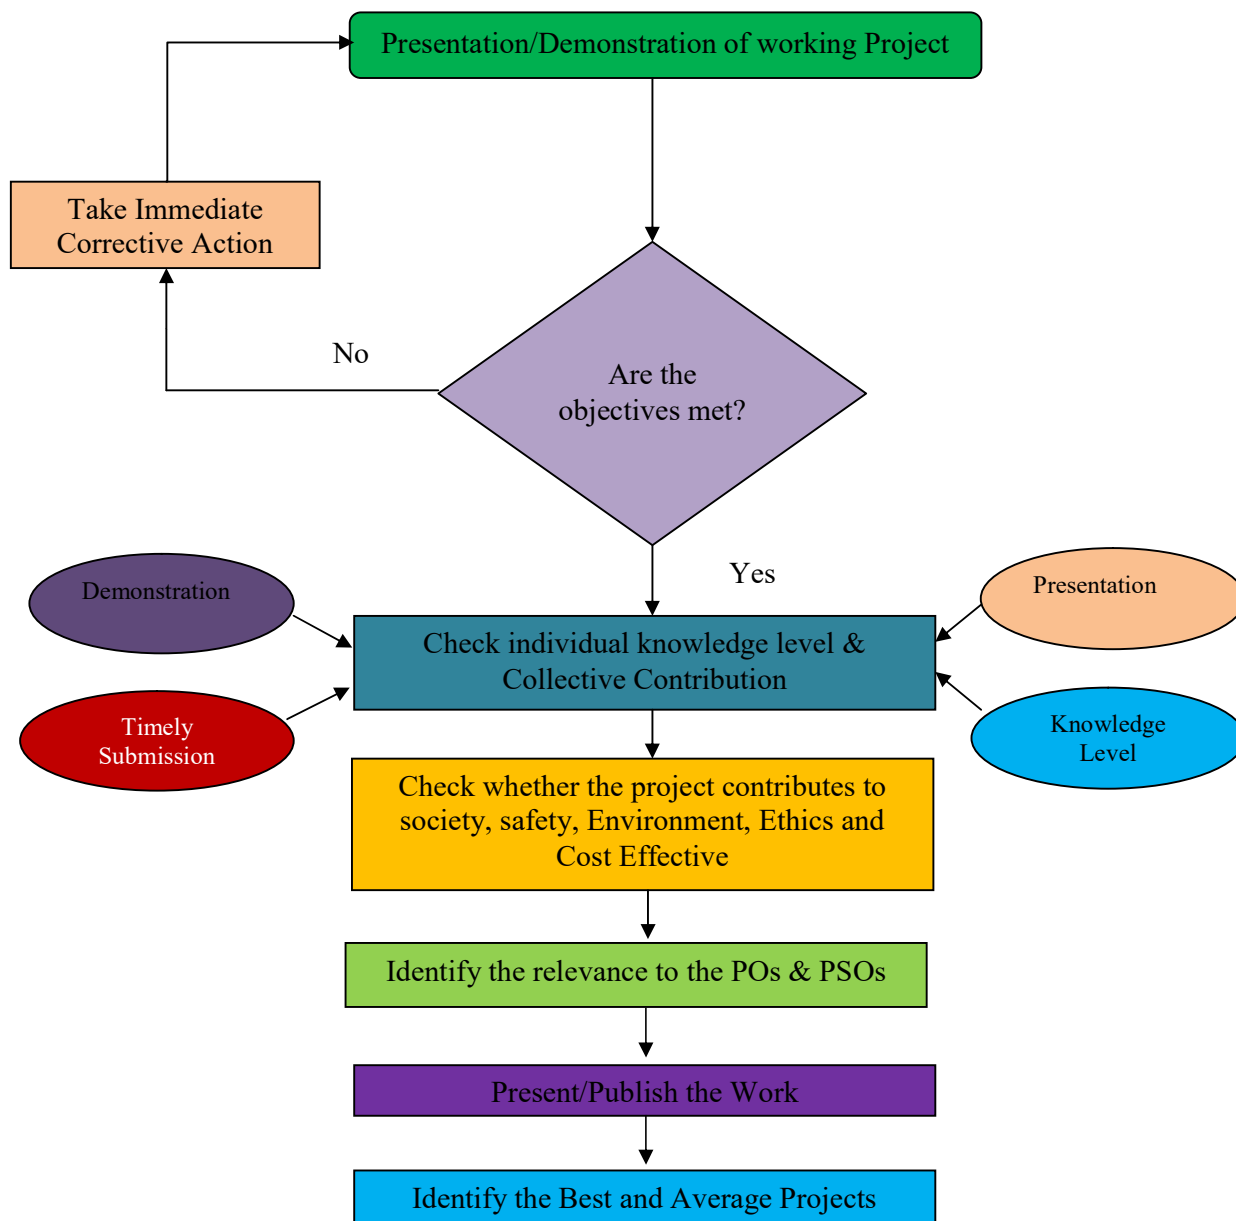 Presentation/Demonstration of working Project
Take Immediate
Corrective Action
No
Are the
objectives met?
Yes
Demonstration
Presentation
Check individual knowledge level &
Collective Contribution
Timely
Submission
Knowledge
Level
Check whether the project contributes to
society, safety, Environment, Ethics and
Cost Effective
Identify the relevance to the POs & PSOs
Present/Publish the Work
Identify the Best and Average Projects